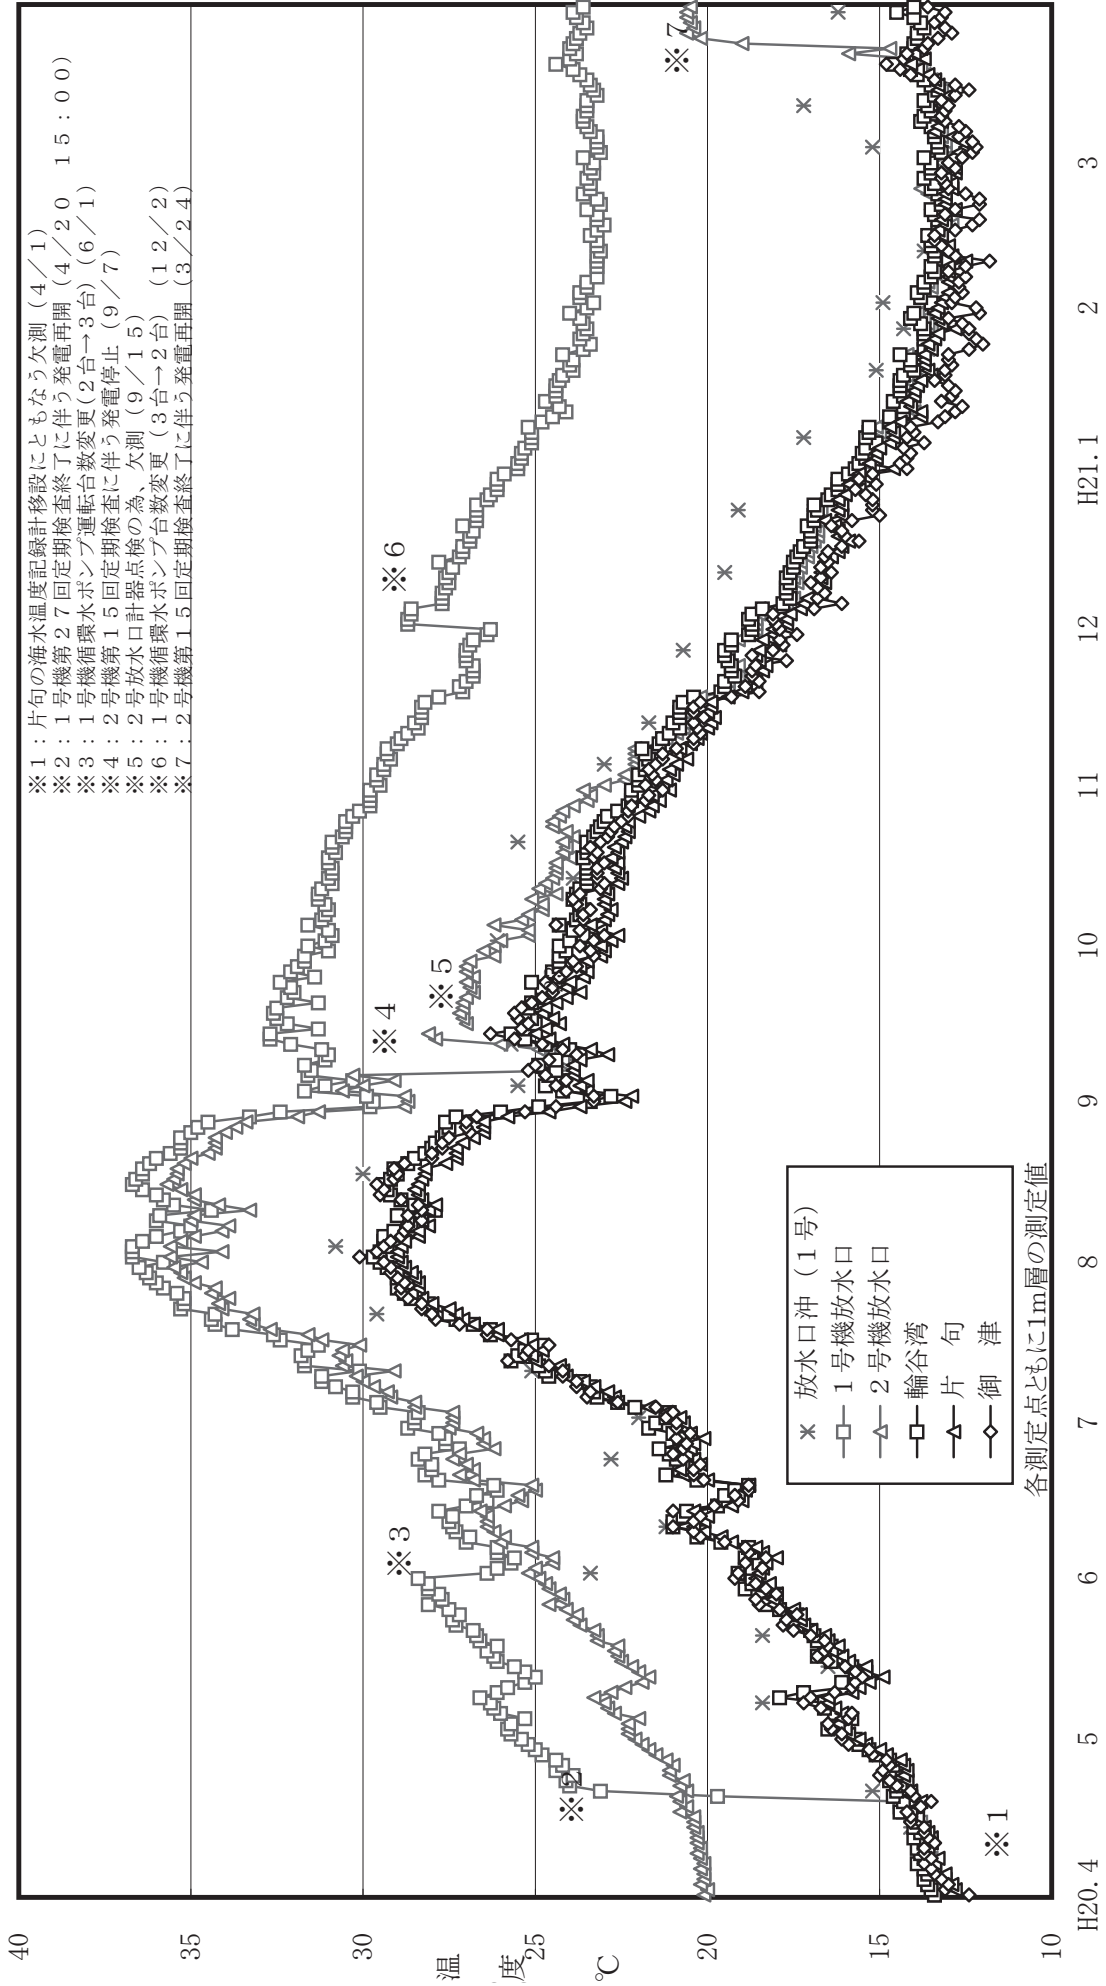 ※１：片句の海水温度記録計移設にともなう欠測（４／１）
※２：１号機第２７回定期検査終了に伴う発電再開（４／２０　１５：００）
※３：１号機循環水ポンプ運転台数変更(２台→３台)（６／１）
※４：２号機第１５回定期検査に伴う発電停止（９／７）
※５：２号放水口計器点検の為、欠測（９／１５）
※６：１号機循環水ポンプ台数変更（３台→２台）（１２／２）
※７：２号機第１５回定期検査終了に伴う発電再開（３／２４）
40
35
30
25
20
15
10
温
度
℃
※１
※２
※３
※４
※５
※６
※７
放水口沖（１号）
１号機放水口
２号機放水口
輪谷湾
片　句
御　津
各測定点ともに1m層の測定値
H20.4
5
6
7
8
9
10
11
12
H21.1
2
3